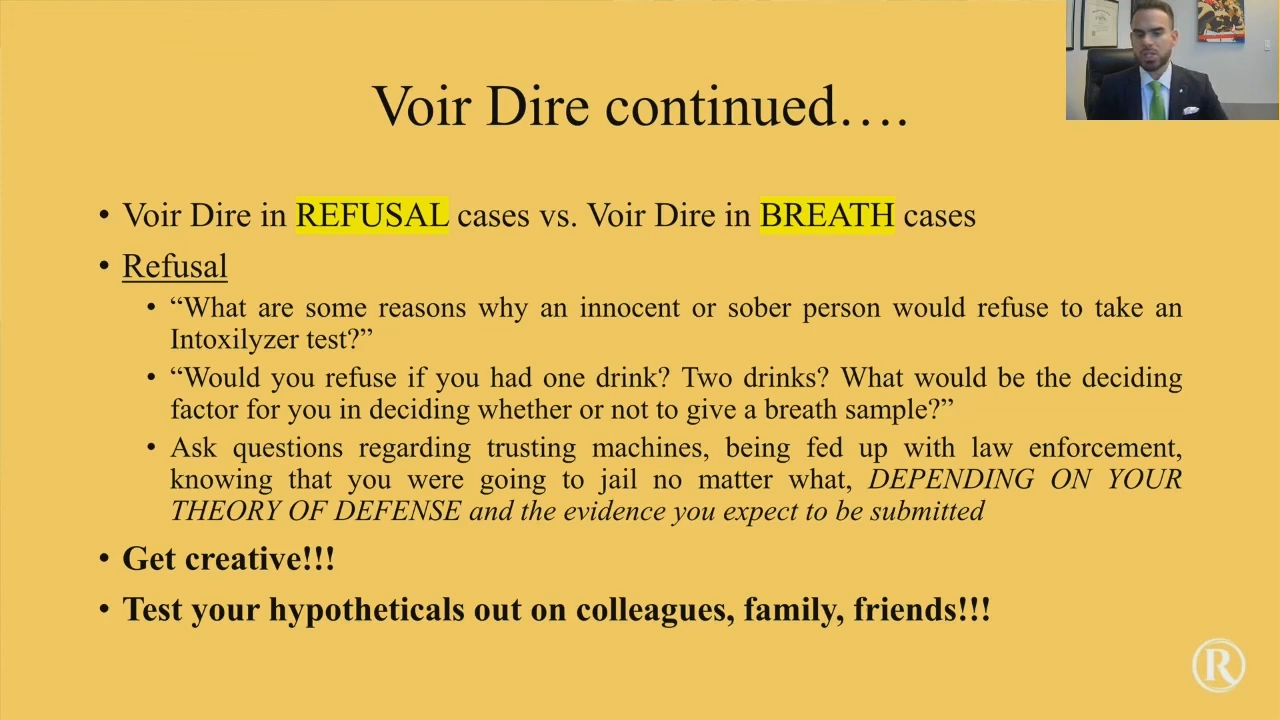 Voir Dire continued….
• Voir Dire in REFUSAL cases vs. Voir Dire in BREATH cases
• Refusal
• “What are some reasons why an innocent or sober person would refuse to take an
Intoxilyzer test?”
• “Would you refuse if you had one drink? Two drinks? What would be the deciding
factor for you in deciding whether or not to give a breath sample?”
• Ask questions regarding trusting machines, being fed up with law enforcement,
knowing that you were going to jail no matter what, DEPENDING ON YOUR
THEORY OF DEFENSE and the evidence you expect to be submitted
• Get creative!!!
• Test your hypotheticals out on colleagues, family, friends!!!
R